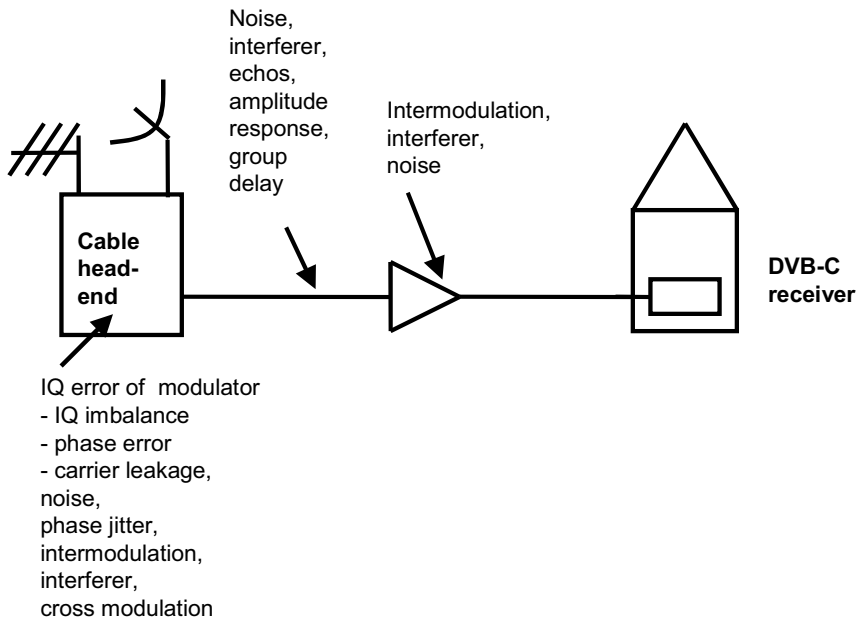 Noise,
interferer,
echos,
amplitude
response,
group
delay
Intermodulation,
interferer,
noise
Cable
head-
end
DVB-C
receiver
IQ error of modulator
- IQ imbalance
- phase error
- carrier leakage,
noise,
phase jitter,
intermodulation,
interferer,
cross modulation